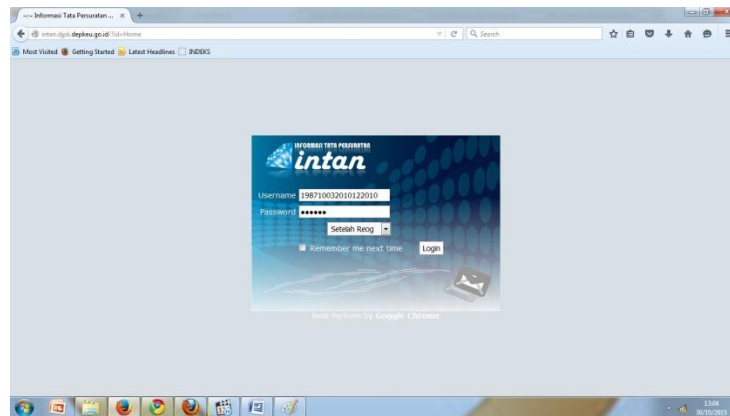 -:-- Informasi Tata Persuratan ...
intan.djpk.depkeu.go.id/?id=Home
Search
Most Visited Getting Started Latest Headlines INDEKS
INFORMASI TATA PERSURATAN
intan
Username 198710032010122010
Password ••••••
Setelah Reog
Remember me next time Login
Best Perform by Goggle Chrome
13:04
30/10/2015